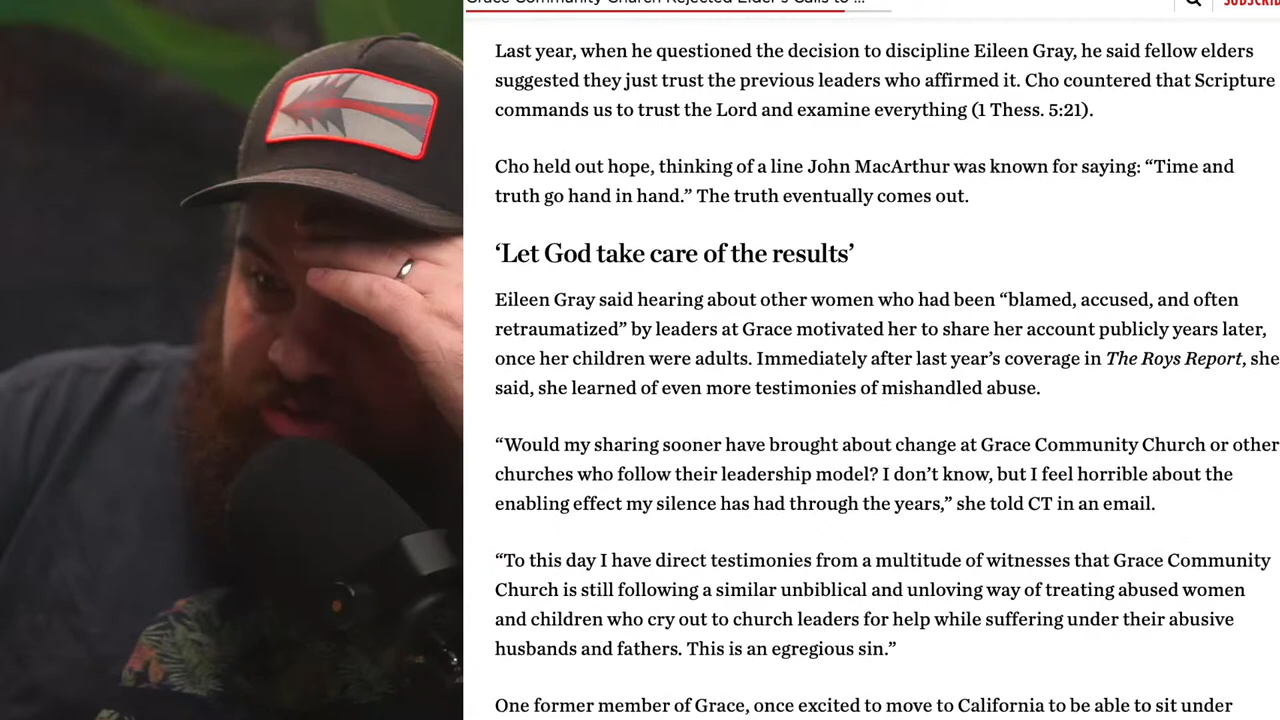 Grace Community Church Rejected Elder's Calls to ...
SUBSCRIB
Last year, when he questioned the decision to discipline Eileen Gray, he said fellow elders
suggested they just trust the previous leaders who affirmed it. Cho countered that Scripture
commands us to trust the Lord and examine everything (1 Thess. 5:21).
Cho held out hope, thinking of a line John MacArthur was known for saying: “Time and
truth go hand in hand.” The truth eventually comes out.
‘Let God take care of the results’
Eileen Gray said hearing about other women who had been “blamed, accused, and often
retraumatized” by leaders at Grace motivated her to share her account publicly years later,
once her children were adults. Immediately after last year’s coverage in The Roys Report, she
said, she learned of even more testimonies of mishandled abuse.
“Would my sharing sooner have brought about change at Grace Community Church or other
churches who follow their leadership model? I don’t know, but I feel horrible about the
enabling effect my silence has had through the years,” she told CT in an email.
“To this day I have direct testimonies from a multitude of witnesses that Grace Community
Church is still following a similar unbiblical and unloving way of treating abused women
and children who cry out to church leaders for help while suffering under their abusive
husbands and fathers. This is an egregious sin.”
One former member of Grace, once excited to move to California to be able to sit under